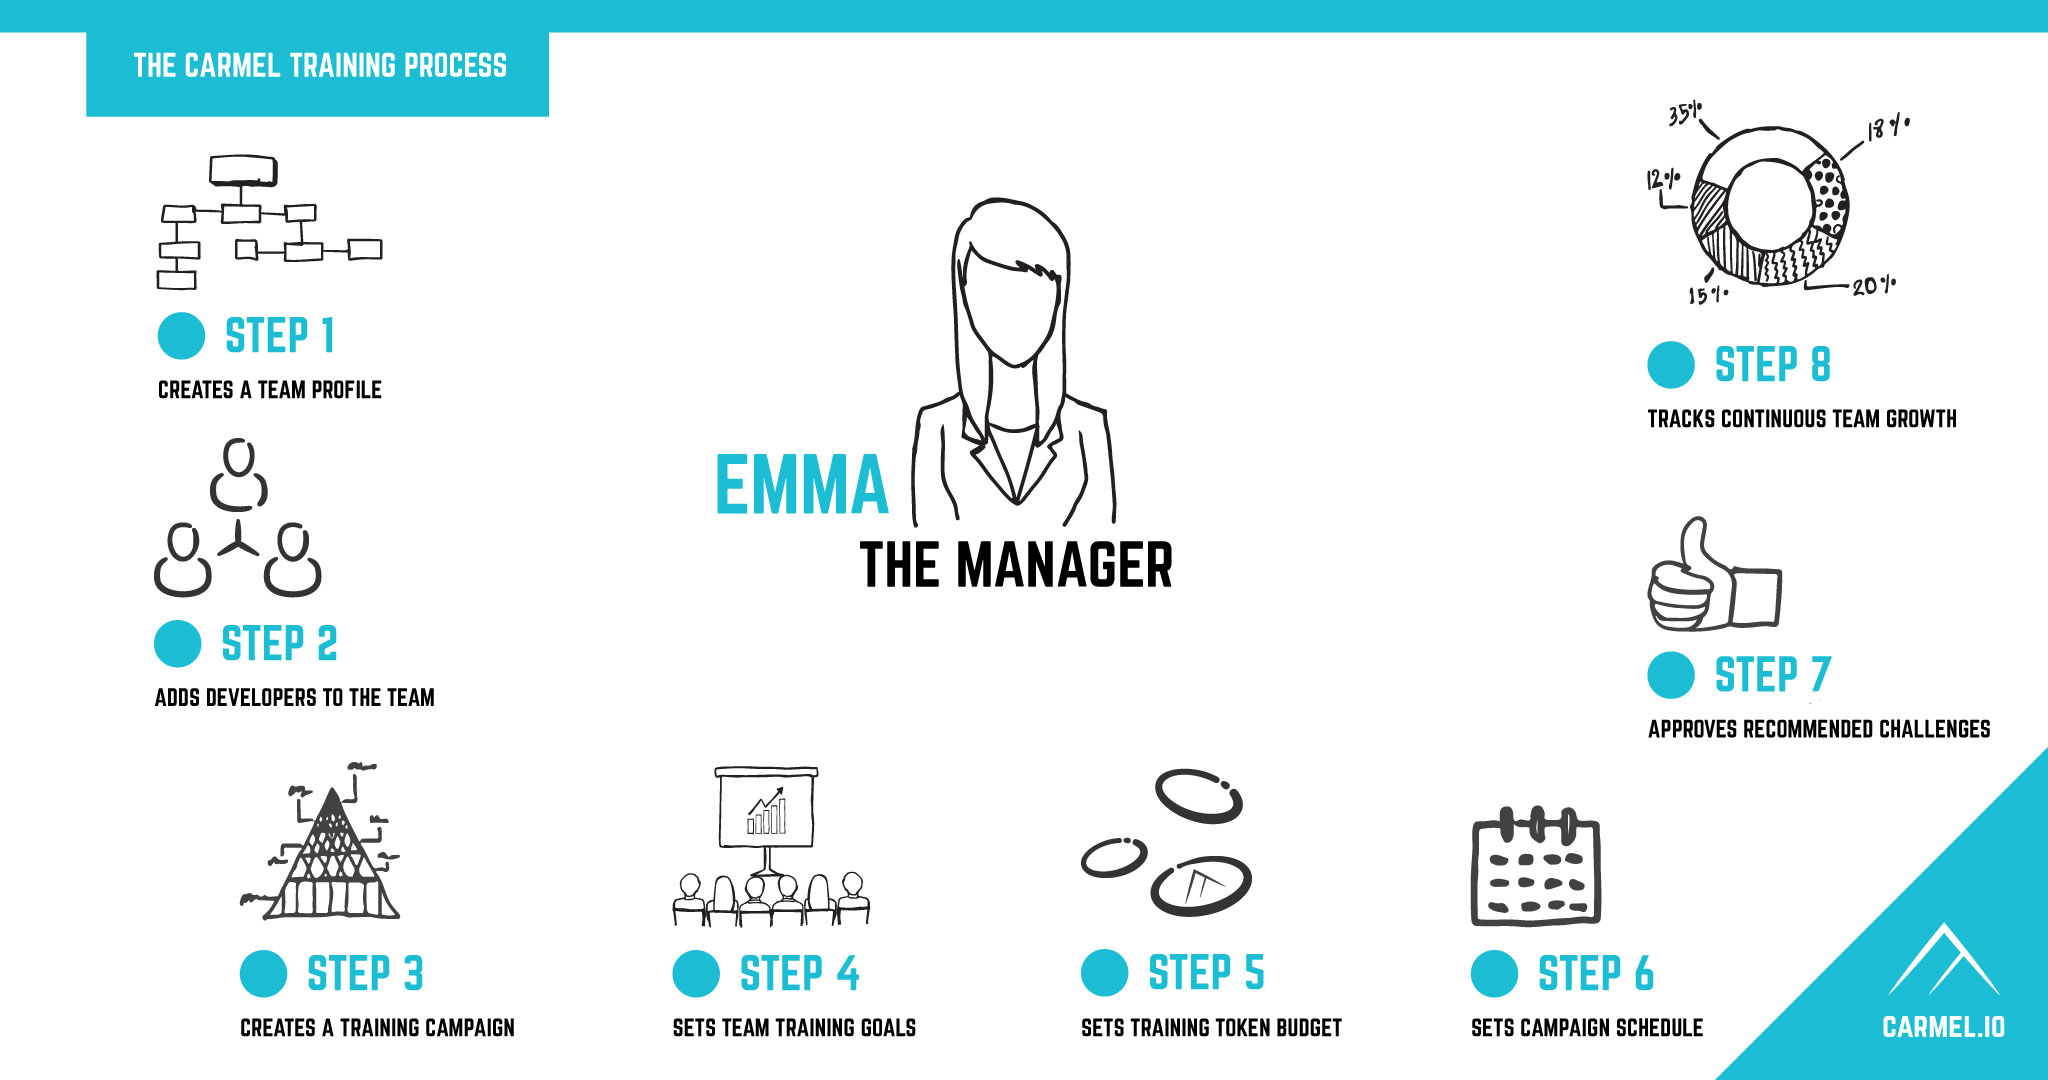 THE CARMEL TRAINING PROCESS
STEP 1
CREATES A TEAM PROFILE
STEP 2
ADDS DEVELOPERS TO THE TEAM
STEP 3
CREATES A TRAINING CAMPAIGN
STEP 4
SETS TEAM TRAINING GOALS
STEP 5
SETS TRAINING TOKEN BUDGET
STEP 6
SETS CAMPAIGN SCHEDULE
STEP 7
APPROVES RECOMMENDED CHALLENGES
35%
18%
12%
15%
20%
STEP 8
TRACKS CONTINUOUS TEAM GROWTH
EMMA
THE MANAGER
CARMEL.IO